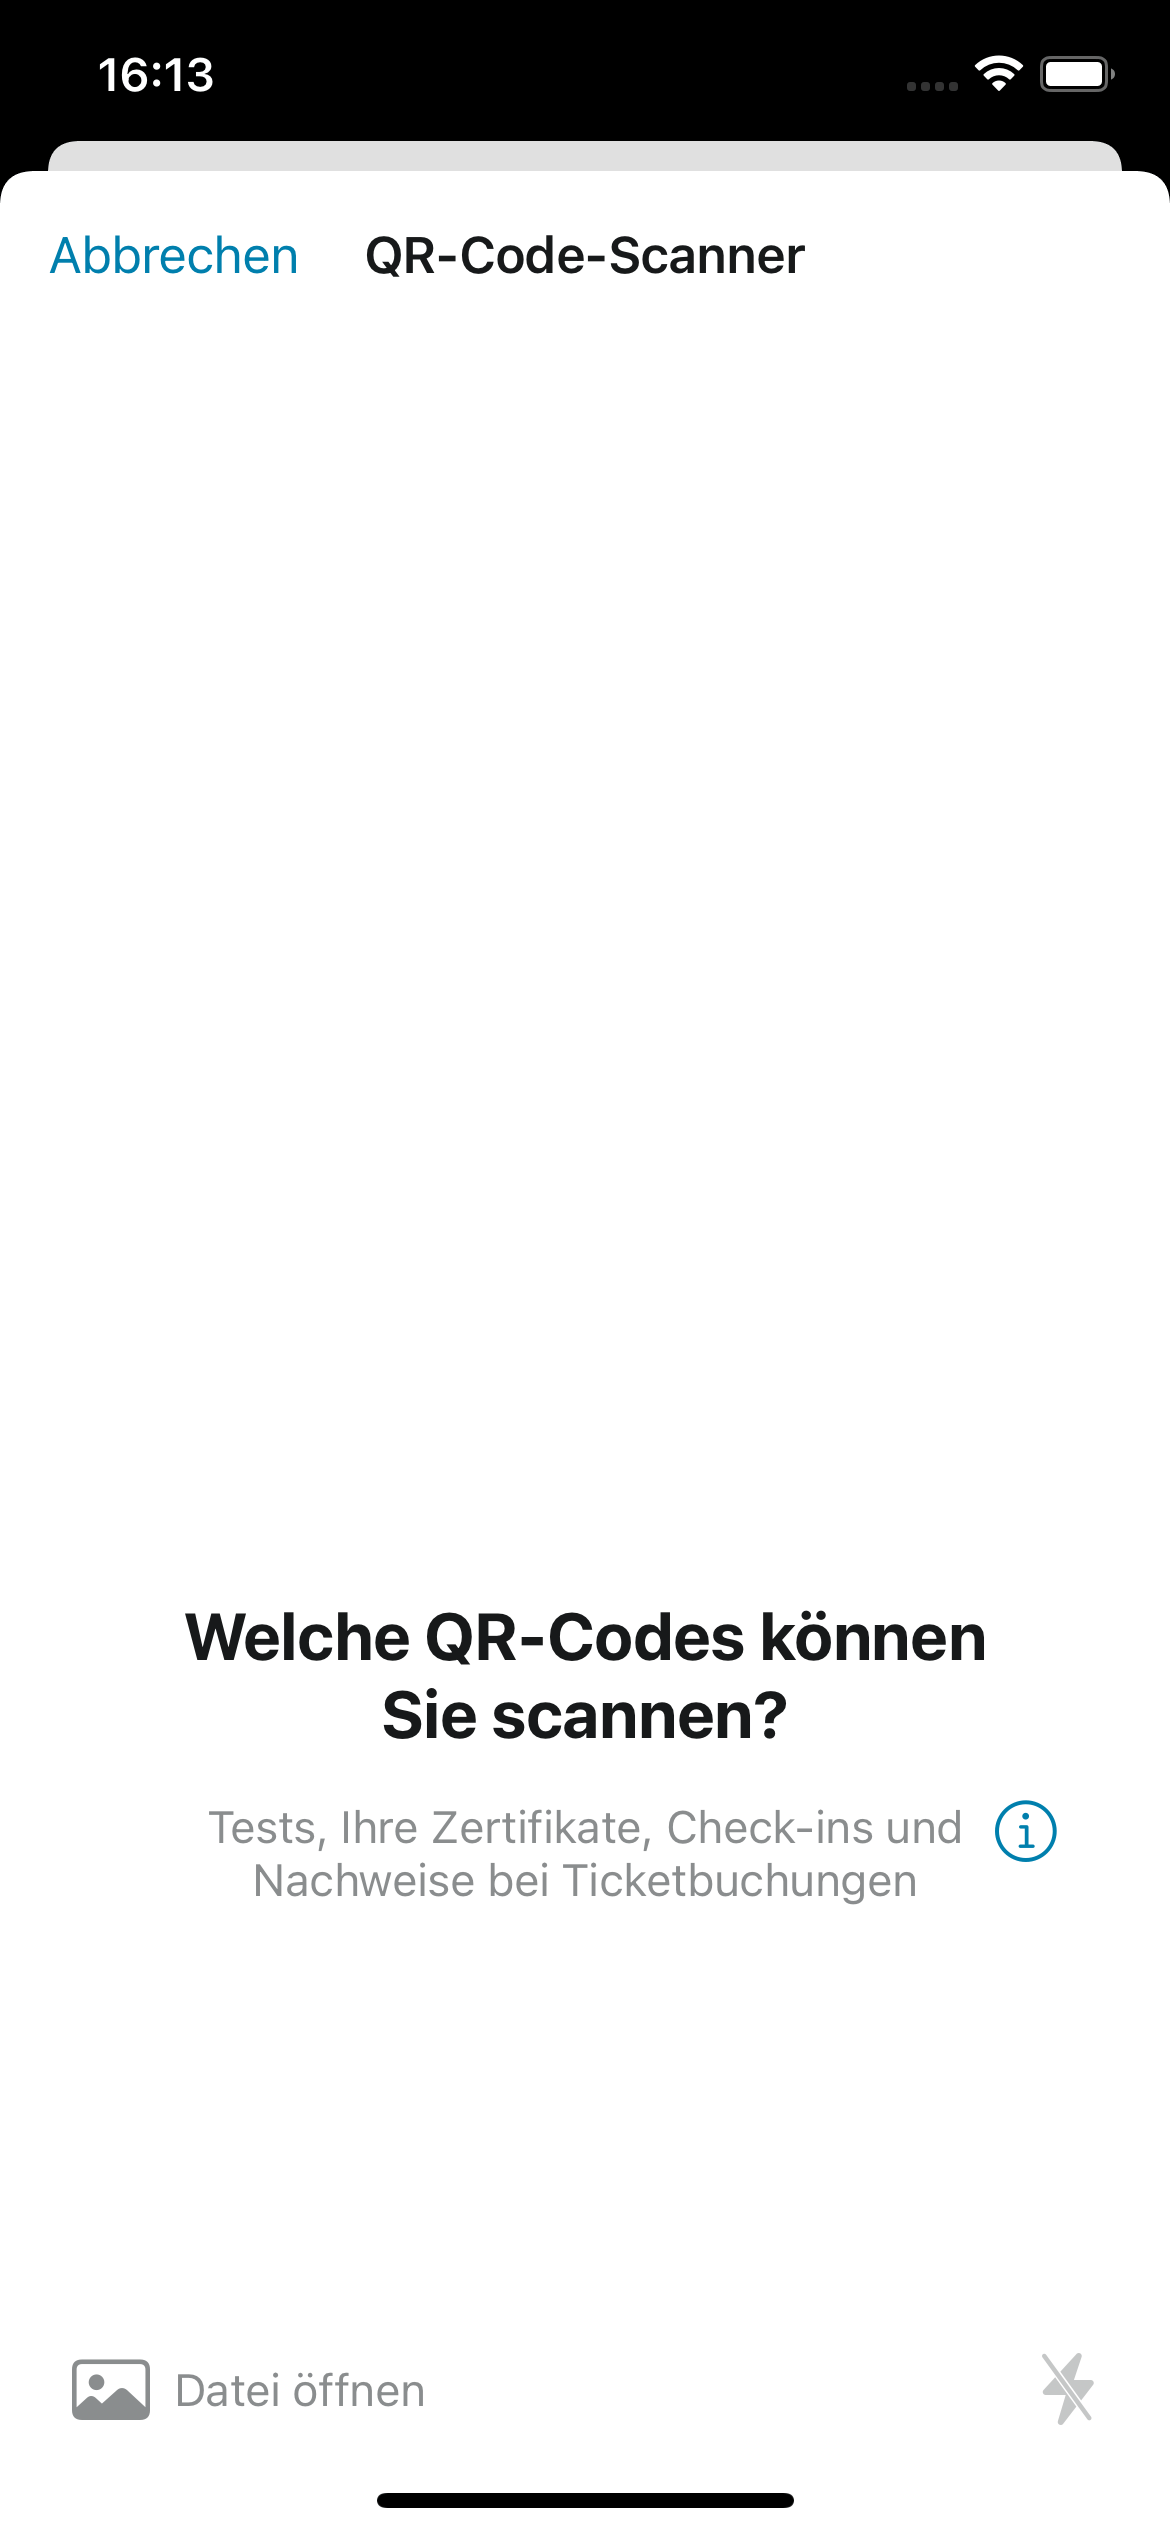 16:13
Abbrechen QR-Code-Scanner
Welche QR-Codes können
Sie scannen?
Tests, Ihre Zertifikate, Check-ins und
Nachweise bei Ticketbuchungen
Datei öffnen